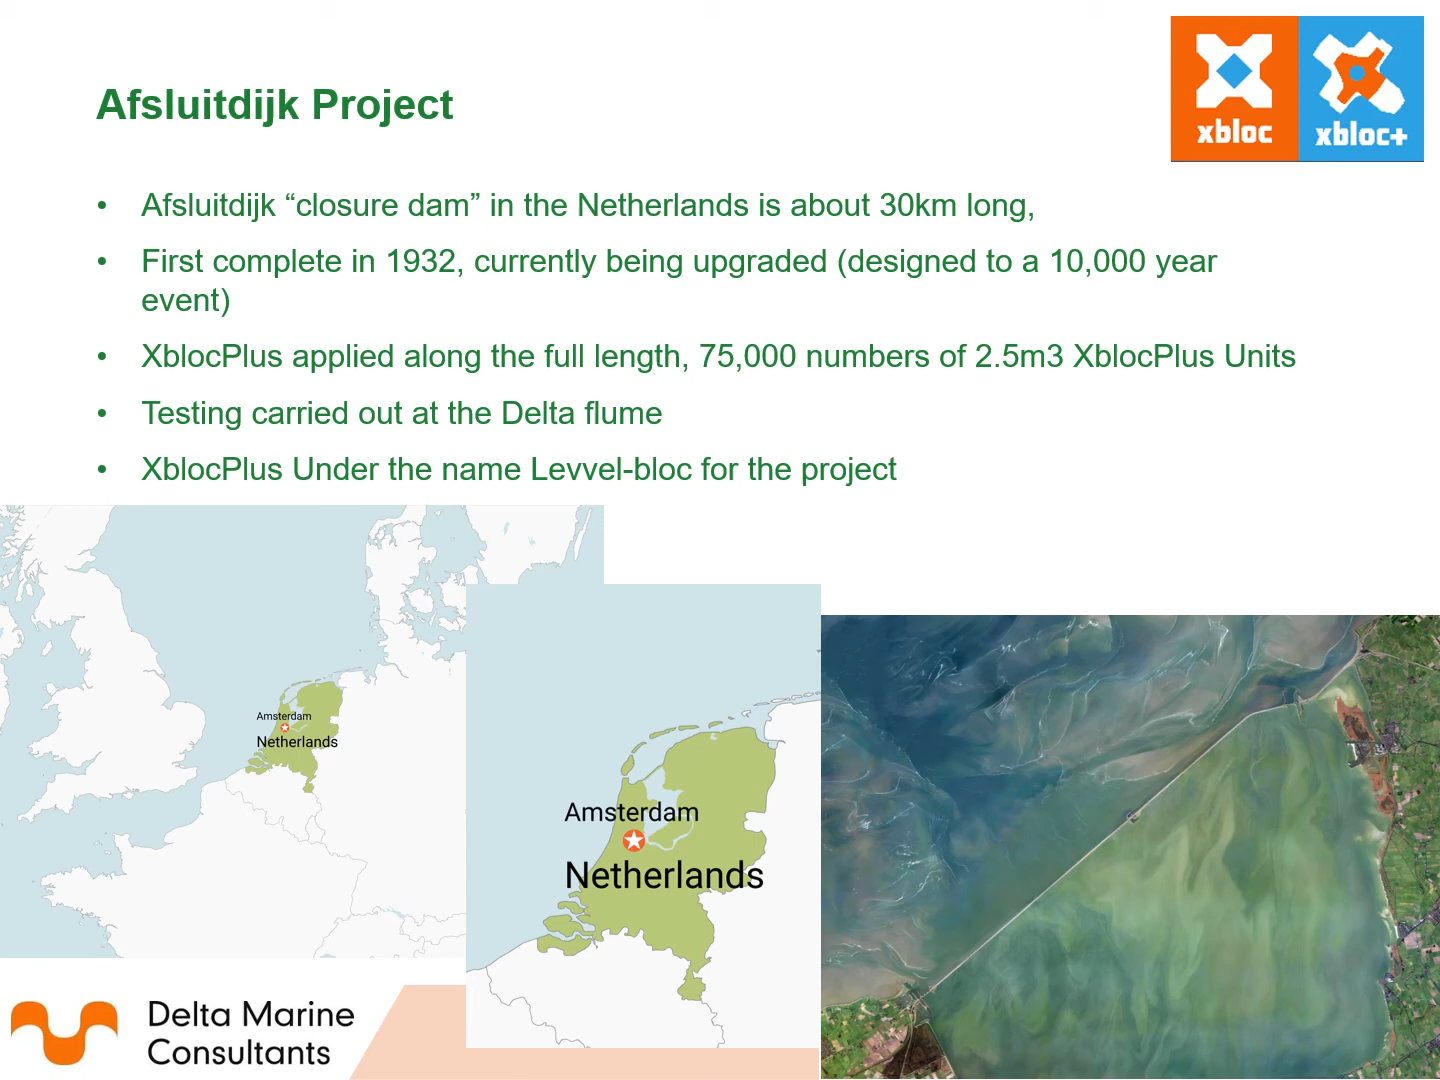 Afsluitdijk Project
xbloc
xbloc+
• Afsluitdijk “closure dam” in the Netherlands is about 30km long,
• First complete in 1932, currently being upgraded (designed to a 10,000 year
event)
• XblocPlus applied along the full length, 75,000 numbers of 2.5m3 XblocPlus Units
• Testing carried out at the Delta flume
• XblocPlus Under the name Levvel-bloc for the project
Amsterdam
Netherlands
Amsterdam
Netherlands
Delta Marine
Consultants